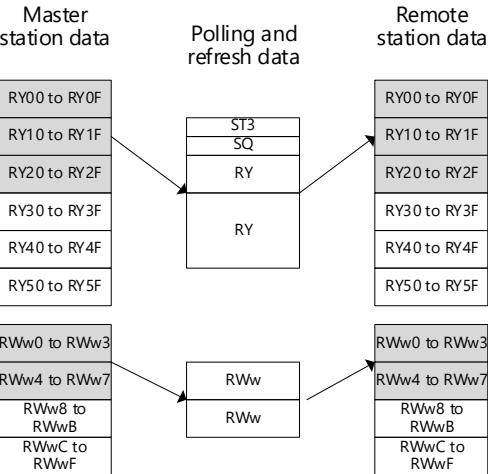 Master
station data
Polling and
refresh data
Remote
station data
RY00 to RY0F
RY10 to RY1F
RY20 to RY2F
RY30 to RY3F
RY40 to RY4F
RY50 to RY5F
ST3
SQ
RY
RY
RY00 to RY0F
RY10 to RY1F
RY20 to RY2F
RY30 to RY3F
RY40 to RY4F
RY50 to RY5F
RWw0 to RWw3
RWw4 to RWw7
RWw8 to
RWwB
RWwC to
RWwF
RWw
RWw
RWw0 to RWw3
RWw4 to RWw7
RWw8 to
RWwB
RWwC to
RWwF